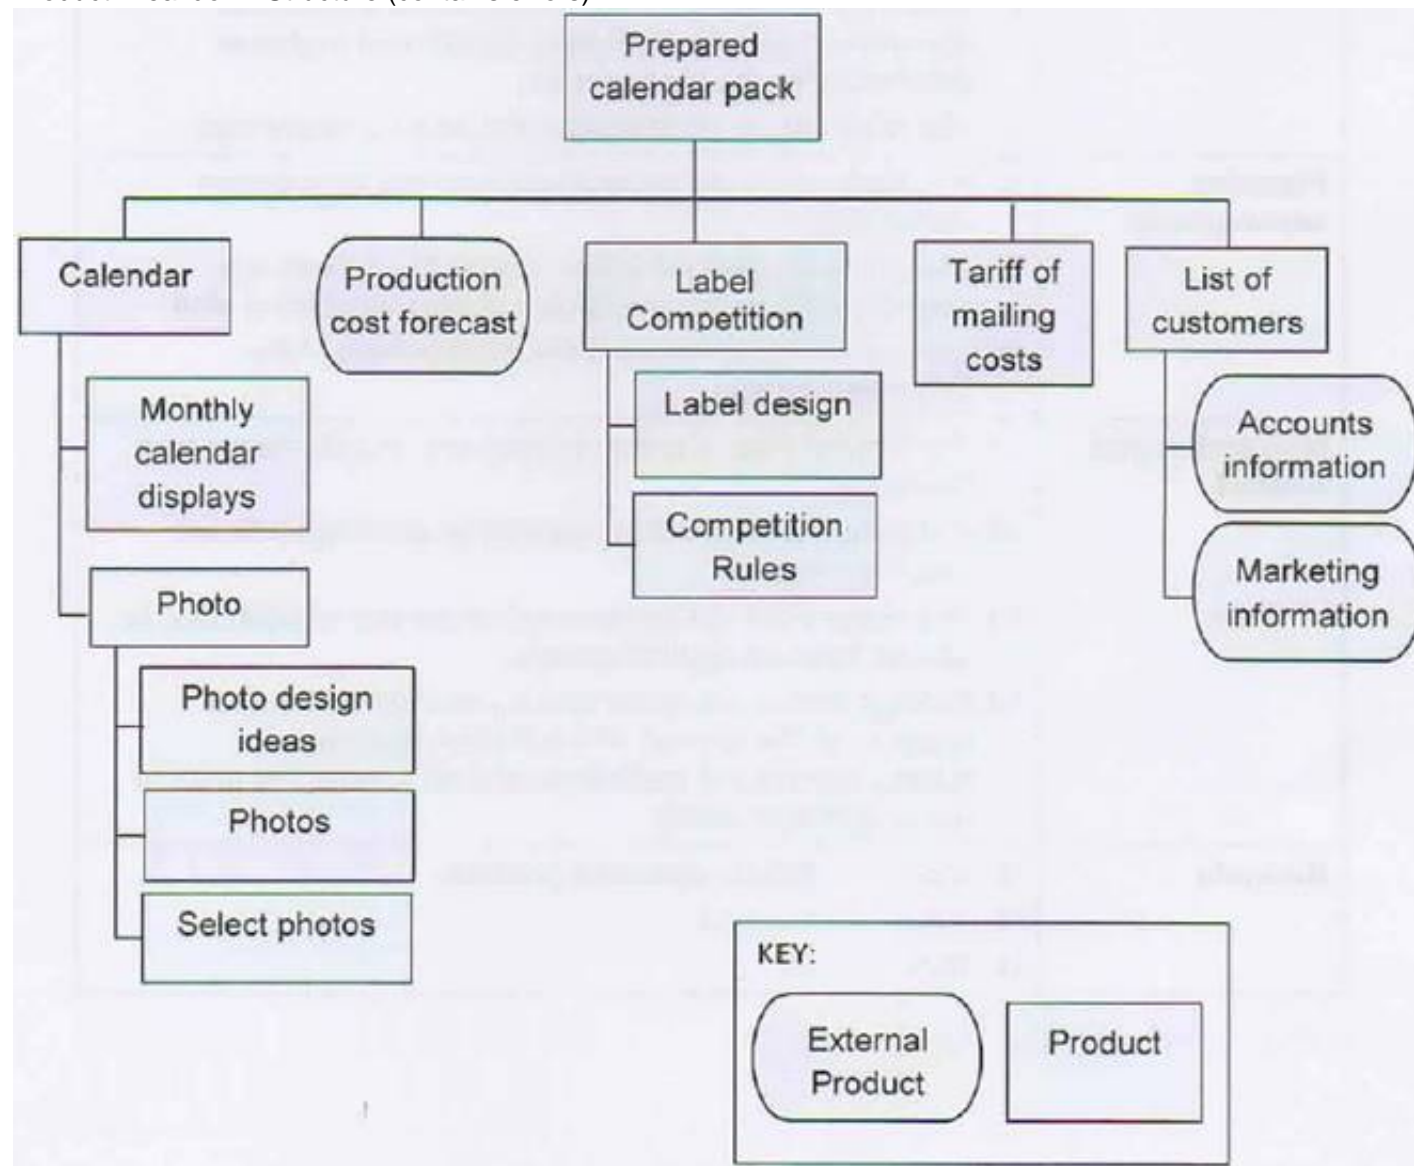 Prepared
calendar pack
Calendar
Production
cost forecast
Label
Competition
Tariff of
mailing
costs
List of
customers
Monthly
calendar
displays
Label design
Accounts
information
Competition
Rules
Photo
Marketing
information
Photo design
ideas
Photos
Select photos
KEY:
External
Product
Product